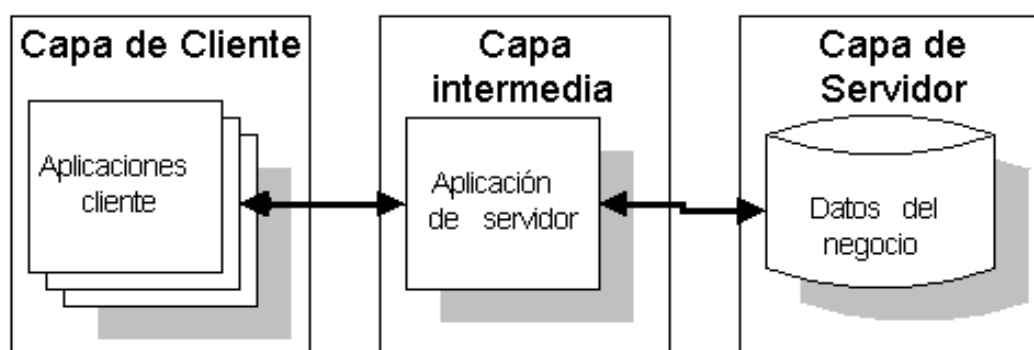 Capa de Cliente
Aplicaciones
cliente
Capa
intermedia
Aplicación
de servidor
Capa de
Servidor
Datos del
negocio